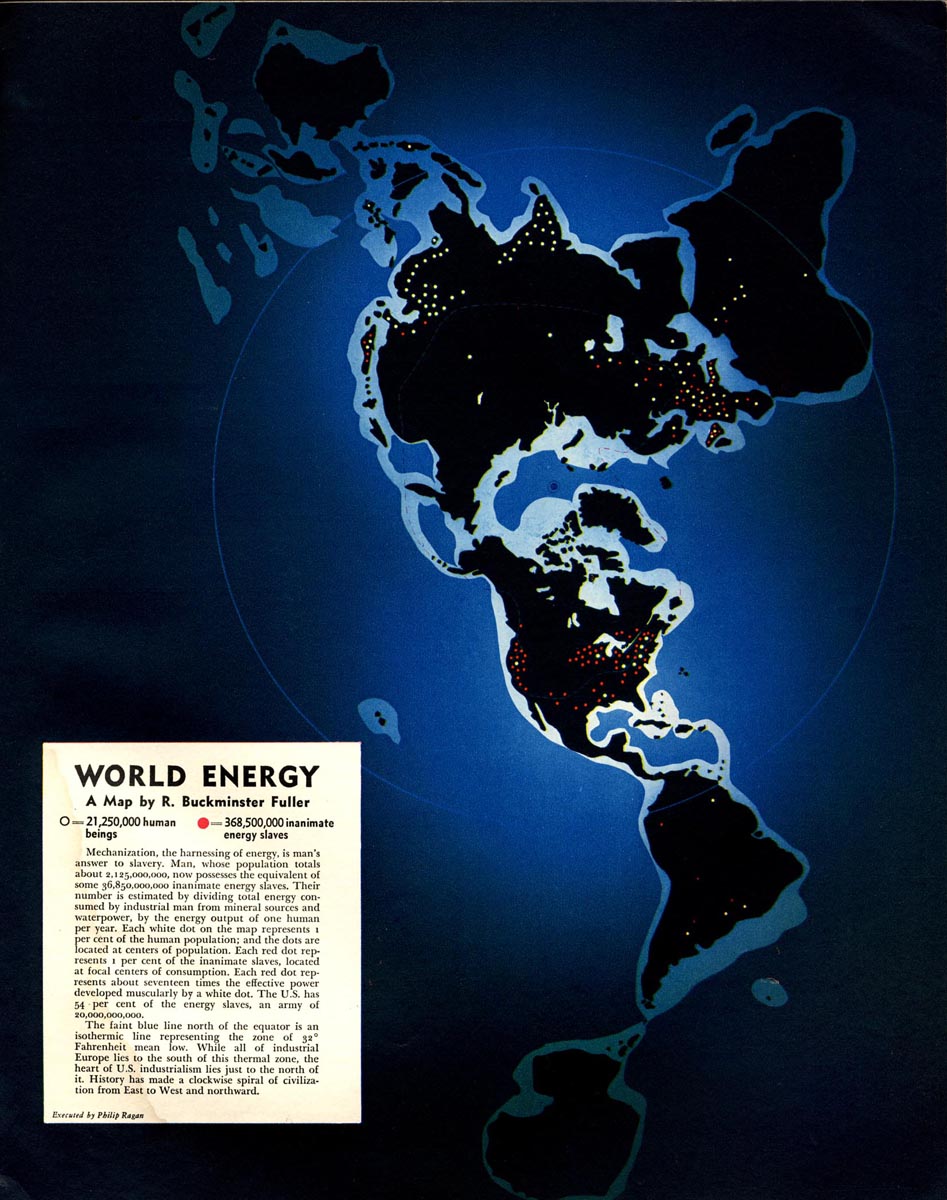 WORLD ENERGY
A Map by R. Buckminster Fuller
= 21,250,000 human beings
= 368,500,000 inanimate energy slaves
Mechanization, the harnessing of energy, is man's
answer to slavery. Man, whose population totals
about 2,125,000,000, now possesses the equivalent of
some 36,850,000,000 inanimate energy slaves. Their
number is estimated by dividing total energy con-
sumed by industrial man from mineral sources and
waterpower, by the energy output of one human
per year. Each white dot on the map represents 1
per cent of the human population; and the dots are
located at centers of population. Each red dot rep-
resents 1 per cent of the inanimate slaves, located
at focal centers of consumption. Each red dot rep-
resents about seventeen times the effective power
developed muscularly by a white dot. The U.S. has
54 per cent of the energy slaves, an army of
20,000,000,000.
The faint blue line north of the equator is an
isothermic line representing the zone of 32°
Fahrenheit mean low. While all of industrial
Europe lies to the south of this thermal zone, the
heart of U.S. industrialism lies just to the north of
it. History has made a clockwise spiral of civiliza-
tion from East to West and northward.
Executed by Philip Ragan